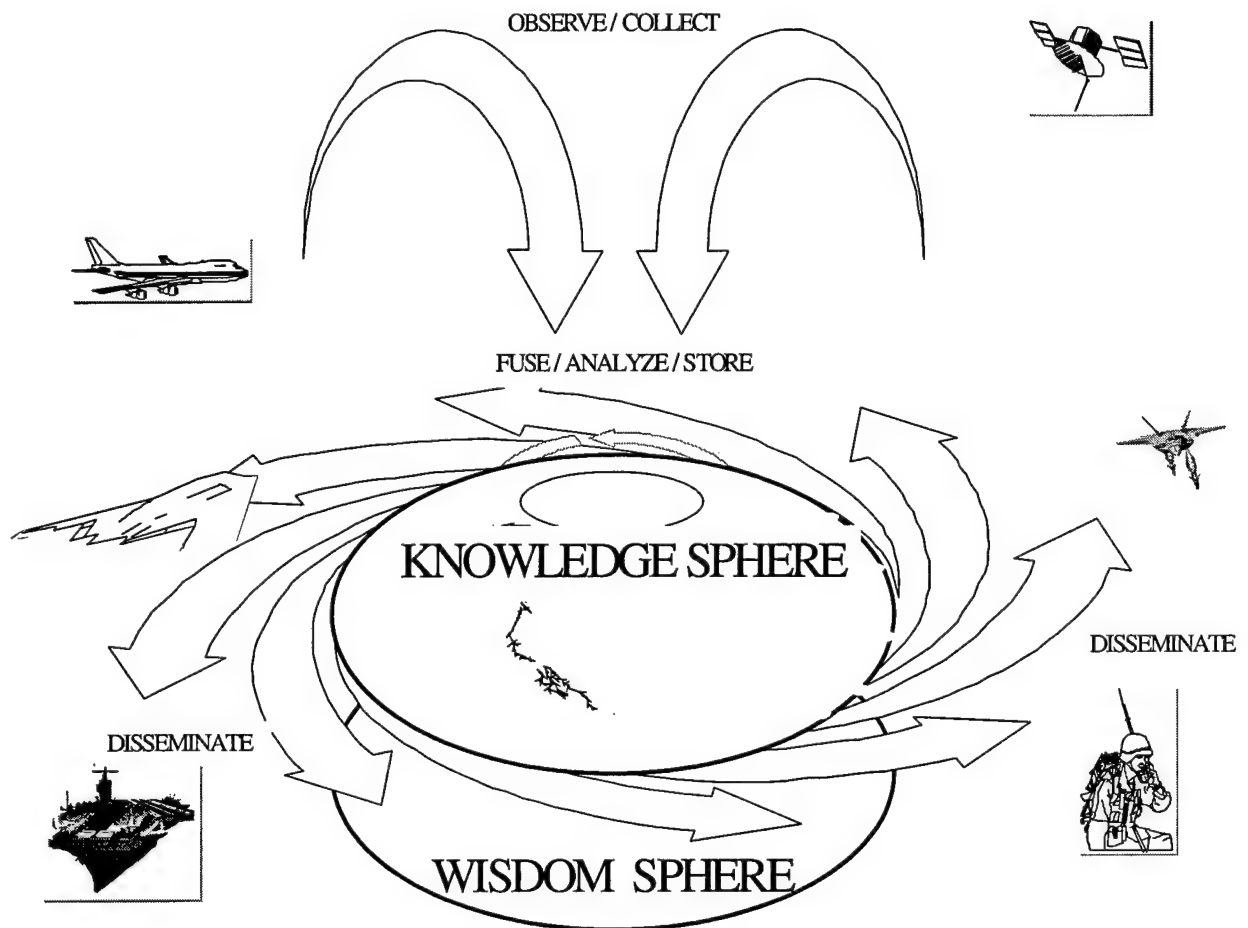 OBSERVE / COLLECT
FUSE / ANALYZE / STORE
KNOWLEDGE SPHERE
DISSEMINATE
DISSEMINATE
WISDOM SPHERE